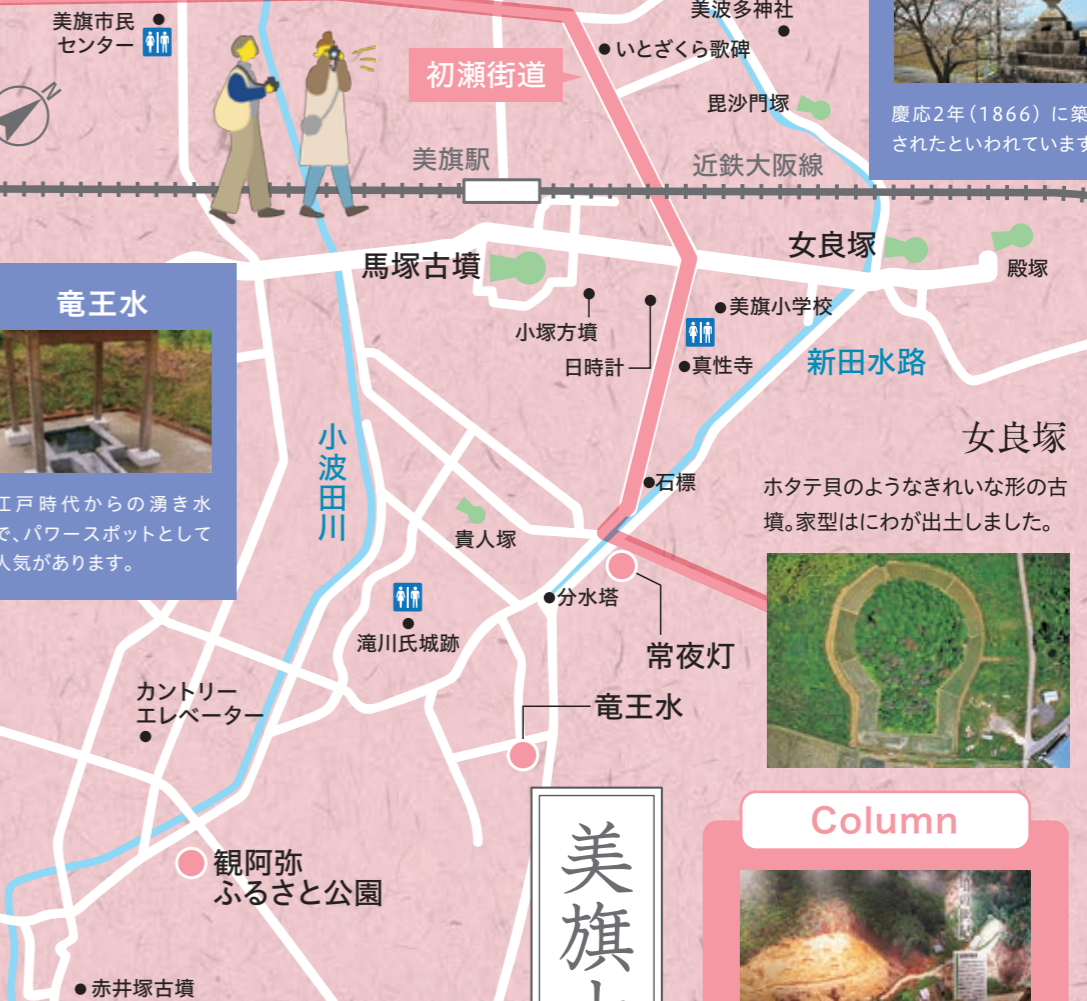 美旗市民
センター
N
初瀬街道
美波多神社
いとざくら歌碑
毘沙門塚
慶応2年(1866) に築
されたといわれています
美旗駅
近鉄大阪線
馬塚古墳
女良塚
殿塚
小塚方墳
日時計
美旗小学校
真性寺
新田水路
竜王水
江戸時代からの湧き水
で、パワースポットとして
人気があります。
小波田川
石標
貴人塚
分水塔
滝川氏城跡
常夜灯
竜王水
女良塚
ホタテ貝のようなきれいな形の古
墳。家型はにわが出土しました。
カントリー
エレベーター
観阿弥
ふるさと公園
赤井塚古墳
美旗
Column